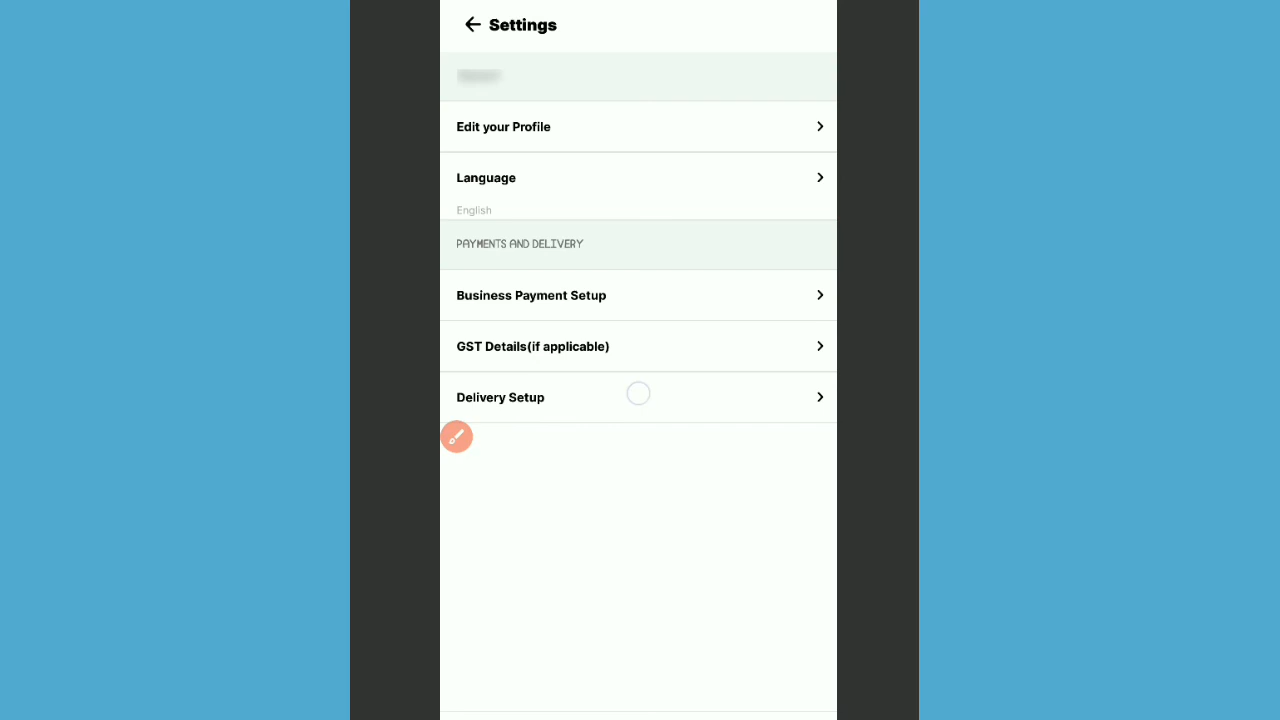 Settings
Edit your Profile
Language
English
PAYMENTS AND DELIVERY
Business Payment Setup
GST Details(if applicable)
Delivery Setup